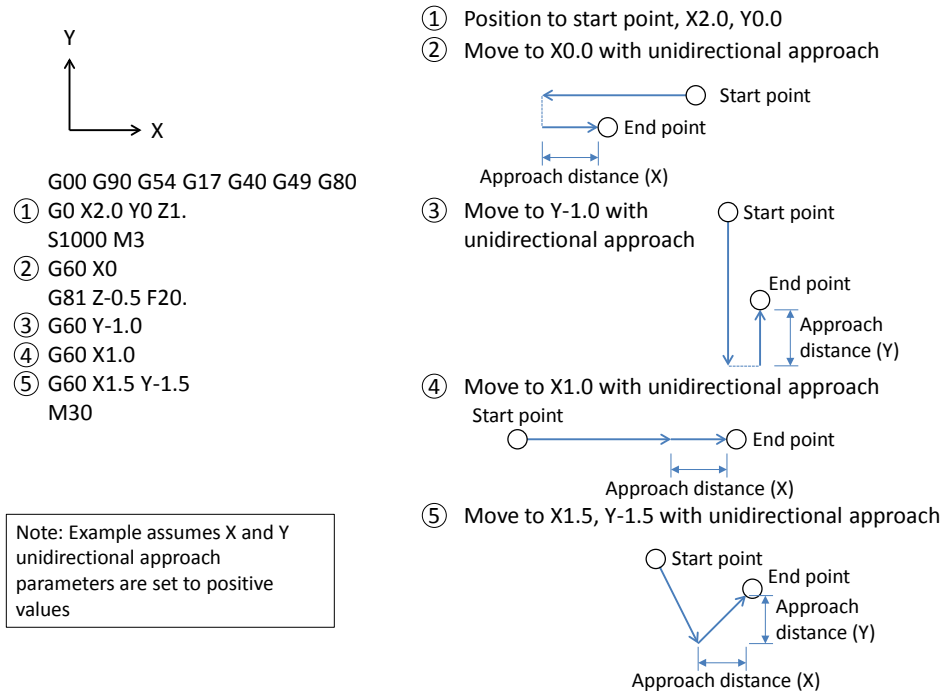 Y
X
G00 G90 G54 G17 G40 G49 G80
① G0 X2.0 Y0 Z1.
S1000 M3
② G60 X0
G81 Z-0.5 F20.
③ G60 Y-1.0
④ G60 X1.0
⑤ G60 X1.5 Y-1.5
M30
Note: Example assumes X and Y
unidirectional approach
parameters are set to positive
values
① Position to start point, X2.0, Y0.0
② Move to X0.0 with unidirectional approach
Start point
End point
Approach distance (X)
③ Move to Y-1.0 with
unidirectional approach
Start point
End point
Approach
distance (Y)
④ Move to X1.0 with unidirectional approach
Start point
End point
Approach distance (X)
⑤ Move to X1.5, Y-1.5 with unidirectional approach
Start point
End point
Approach
distance (Y)
Approach distance (X)